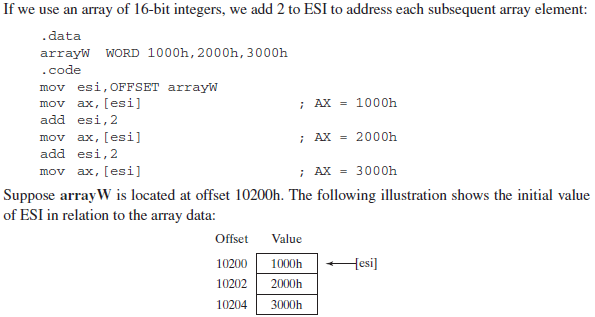 If we use an array of 16-bit integers, we add 2 to ESI to address each subsequent array element:
.data
arrayW WORD 1000h,2000h,3000h
.code
mov esi,OFFSET arrayW
mov ax,[esi] ; AX = 1000h
add esi,2
mov ax,[esi] ; AX = 2000h
add esi,2
mov ax,[esi] ; AX = 3000h
Suppose arrayW is located at offset 10200h. The following illustration shows the initial value
of ESI in relation to the array data:
Offset Value
10200 1000h [esi]
10202 2000h
10204 3000h